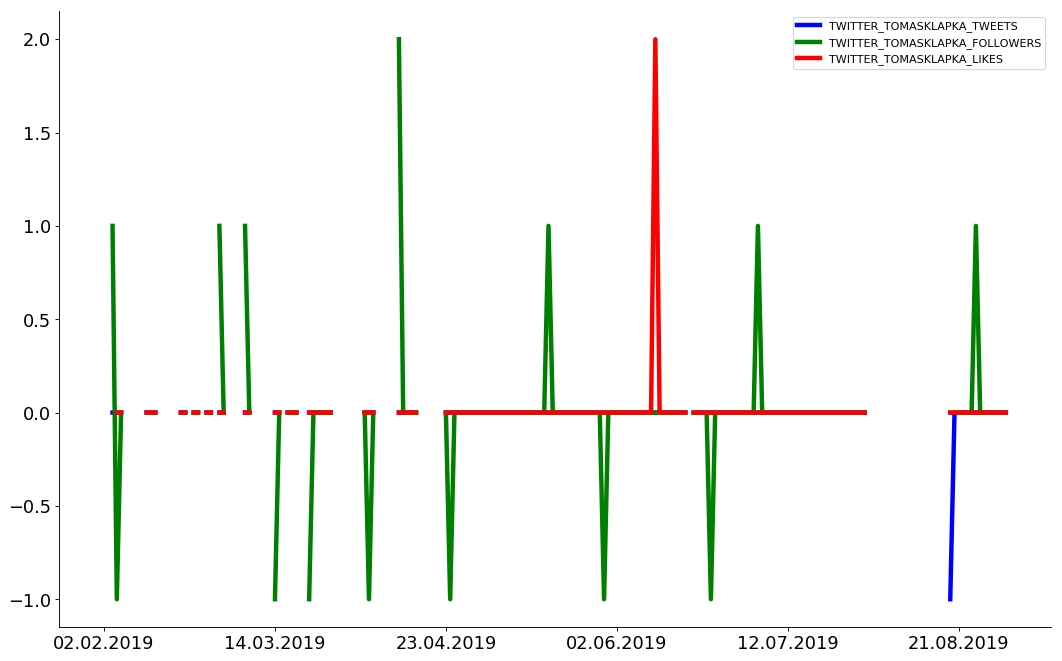 TWITTER_TOMASKLAPKA_TWEETS
TWITTER_TOMASKLAPKA_FOLLOWERS
TWITTER_TOMASKLAPKA_LIKES
2.0
1.5
1.0
0.5
0.0
−0.5
−1.0
02.02.2019 14.03.2019 23.04.2019 02.06.2019 12.07.2019 21.08.2019